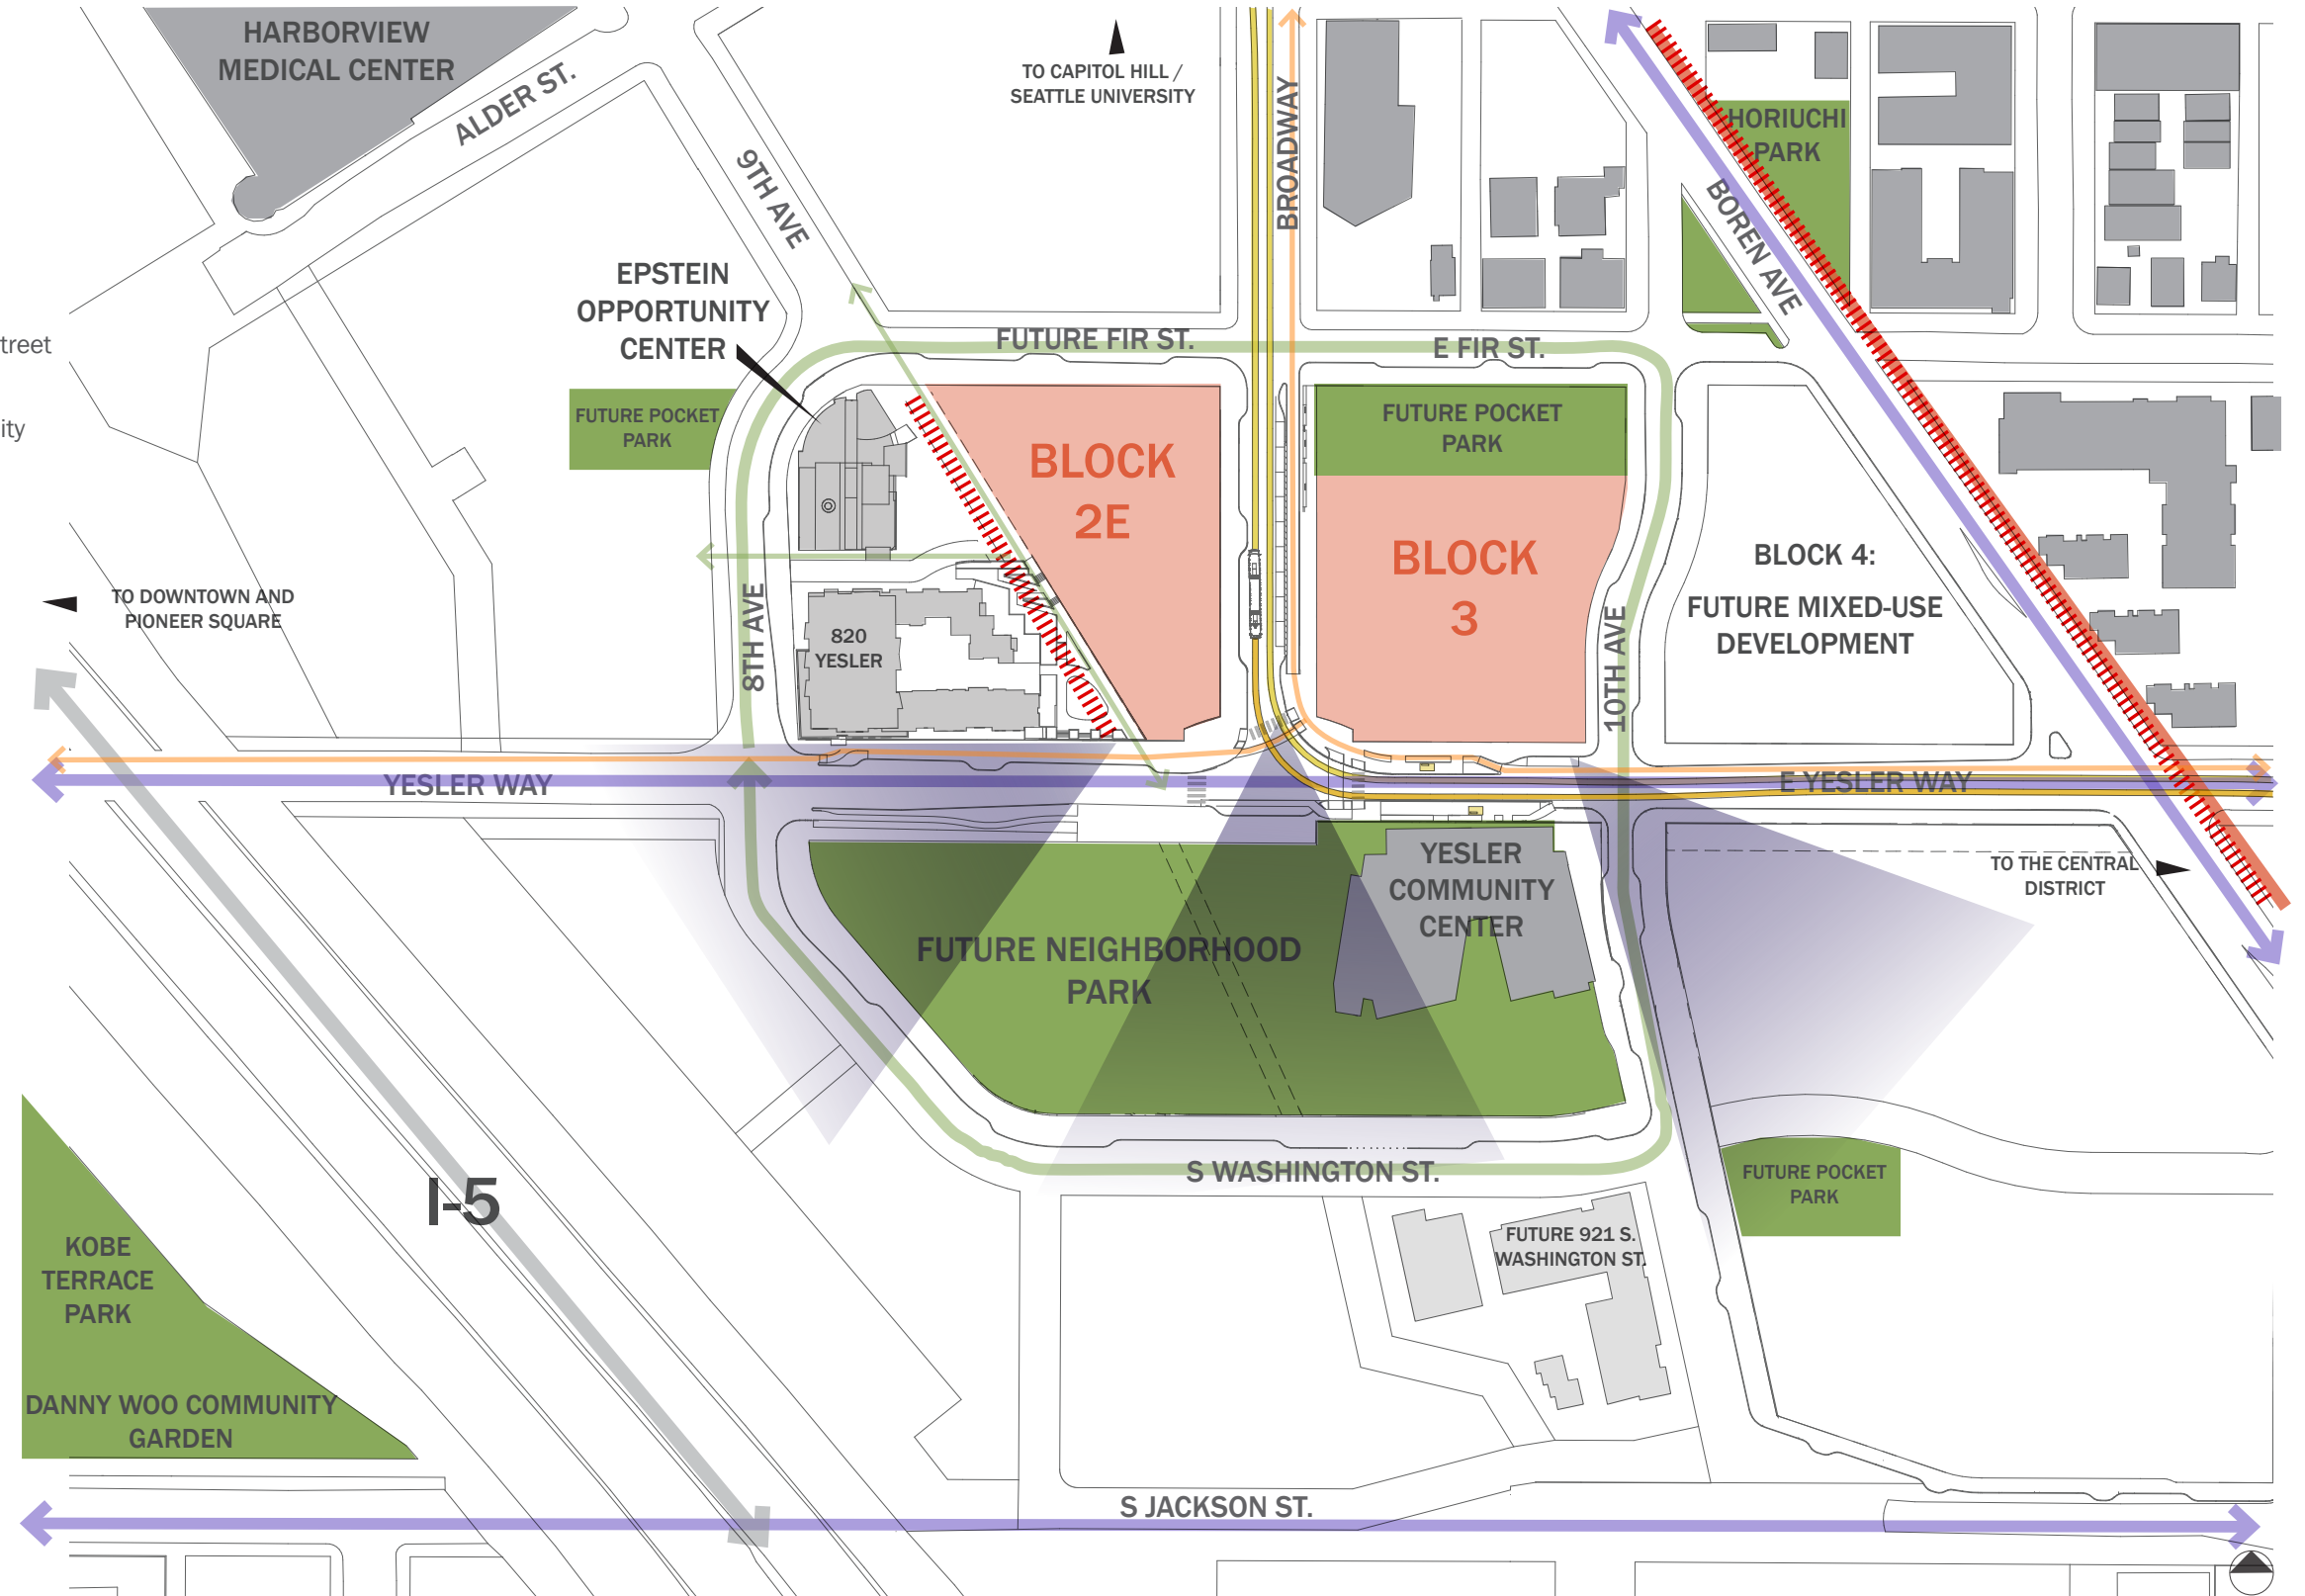 HARBORVIEW
MEDICAL CENTER
ALDER ST.
9TH AVE
TO CAPITOL HILL /
SEATTLE UNIVERSITY
BROADWAY
HORIUCHI
PARK
BOREN AVE
EPSTEIN
OPPORTUNITY
CENTER
treet
ity
FUTURE FIR ST.
E FIR ST.
FUTURE POCKET
PARK
BLOCK
2E
FUTURE POCKET
PARK
BLOCK
3
BLOCK 4:
FUTURE MIXED-USE
DEVELOPMENT
TO DOWNTOWN AND
PIONEER SQUARE
8TH AVE
820
YESLER
10TH AVE
YESLER WAY
E YESLER WAY
YESLER
COMMUNITY
CENTER
TO THE CENTRAL
DISTRICT
FUTURE NEIGHBORHOOD
PARK
S WASHINGTON ST.
FUTURE POCKET
PARK
I-5
FUTURE 921 S.
WASHINGTON ST.
KOBE
TERRACE
PARK
DANNY WOO COMMUNITY
GARDEN
S JACKSON ST.